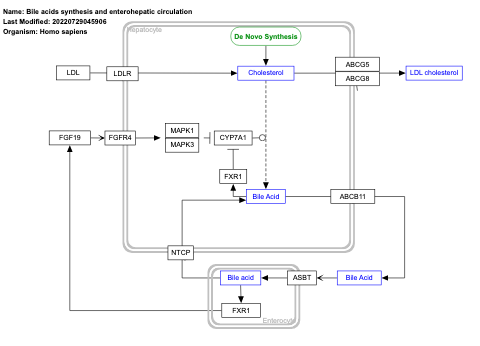 Name: Bile acids synthesis and enterohepatic circulation
Last Modified: 20220729045906
Organism: Homo sapiens
Hepatocyte
De Novo Synthesis
ABCG5
LDL
LDLR
Cholesterol
ABCG8
LDL cholesterol
MAPK1
FGF19
FGFR4
CYP7A1
MAPK3
FXR1
Bile Acid
ABCB11
NTCP
Bile acid
ASBT
Bile Acid
FXR1
Enterocyte